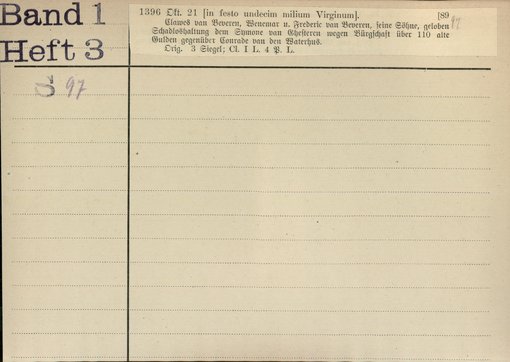 Band 1
Heft 3
S 97
1396 Okt. 21 [in festo undecim milium Virginum]. [89
97
Clawes van Beveren, Wenemar u. Frederic van Beveren, seine Söhne, geloben
Schadloshaltung dem Symone van Ghesteren wegen Bürgschaft über 110 alte
Gulden gegenüber Conrade van den Waterhus.
Orig. 3 Siegel; Cl. I L. 4 P. L.